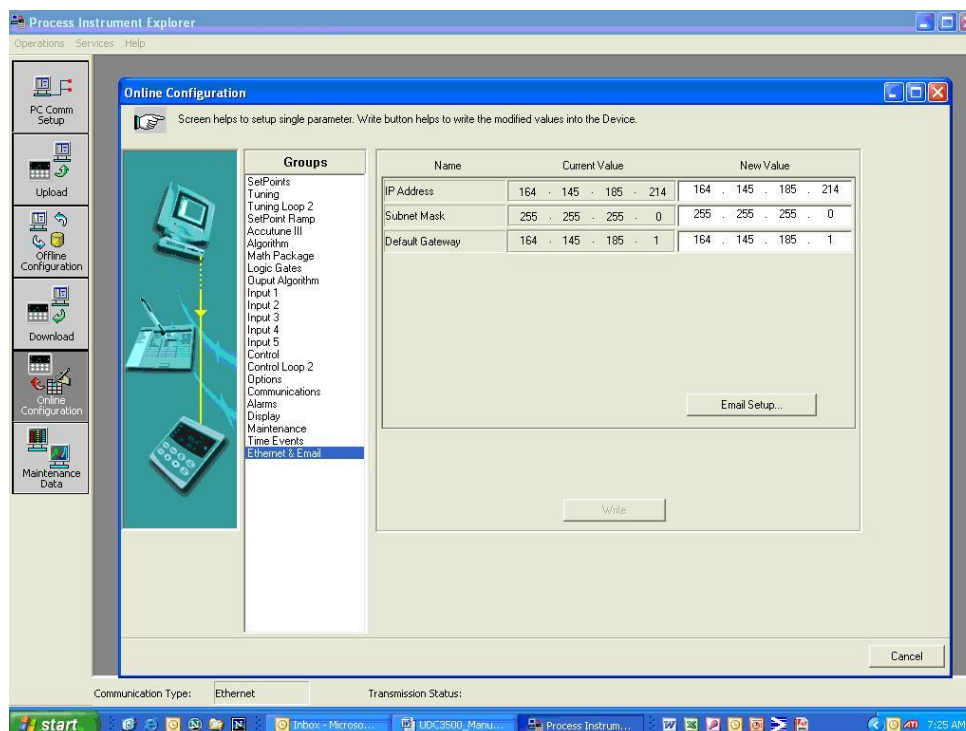 Process Instrument Explorer
Operations Services Help
PC Comm
Setup
Upload
Offline
Configuration
Download
Online
Configuration
Maintenance
Data
Online Configuration
Screen helps to setup single parameter. Write button helps to write the modified values into the Device.
Groups
SetPoints
Tuning
Tuning Loop 2
SetPoint Ramp
Accutune III
Algorithm
Math Package
Logic Gates
Ouput Algorithm
Input 1
Input 2
Input 3
Input 4
Input 5
Control
Control Loop 2
Options
Communications
Alarms
Display
Maintenance
Time Events
Ethernet & Email
Name Current Value New Value
IP Address 164 . 145 . 185 . 214 164 . 145 . 185 . 214
Subnet Mask 255 . 255 . 255 . 0 255 . 255 . 255 . 0
Default Gateway 164 . 145 . 185 . 1 164 . 145 . 185 . 1
Email Setup...
Write
Cancel
Communication Type: Ethernet Transmission Status:
start Inbox - Microso... UDC3500_Manu... Process Instrum... 7:25 AM